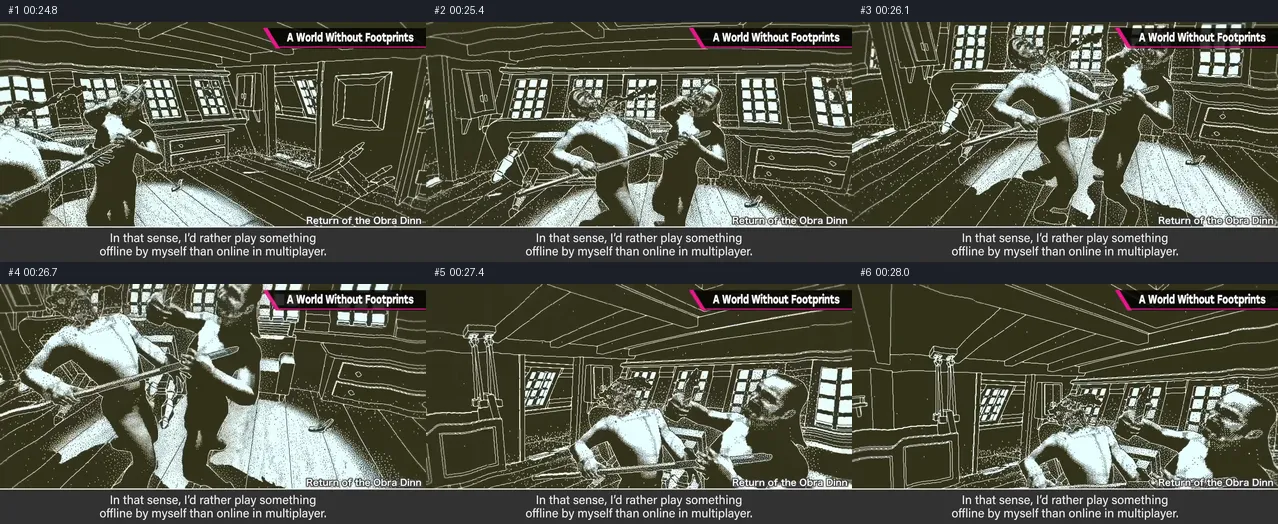 #1 00:24.8
A World Without Footprints
Return of the Obra Dinn
In that sense, I'd rather play something
offline by myself than online in multiplayer.
#2 00:25.4
A World Without Footprints
Return of the Obra Dinn
In that sense, I'd rather play something
offline by myself than online in multiplayer.
#3 00:26.1
A World Without Footprints
Return of the Obra Dinn
In that sense, I'd rather play something
offline by myself than online in multiplayer.
#4 00:26.7
A World Without Footprints
Return of the Obra Dinn
In that sense, I'd rather play something
offline by myself than online in multiplayer.
#5 00:27.4
A World Without Footprints
Return of the Obra Dinn
In that sense, I'd rather play something
offline by myself than online in multiplayer.
#6 00:28.0
A World Without Footprints
Return of the Obra Dinn
In that sense, I'd rather play something
offline by myself than online in multiplayer.